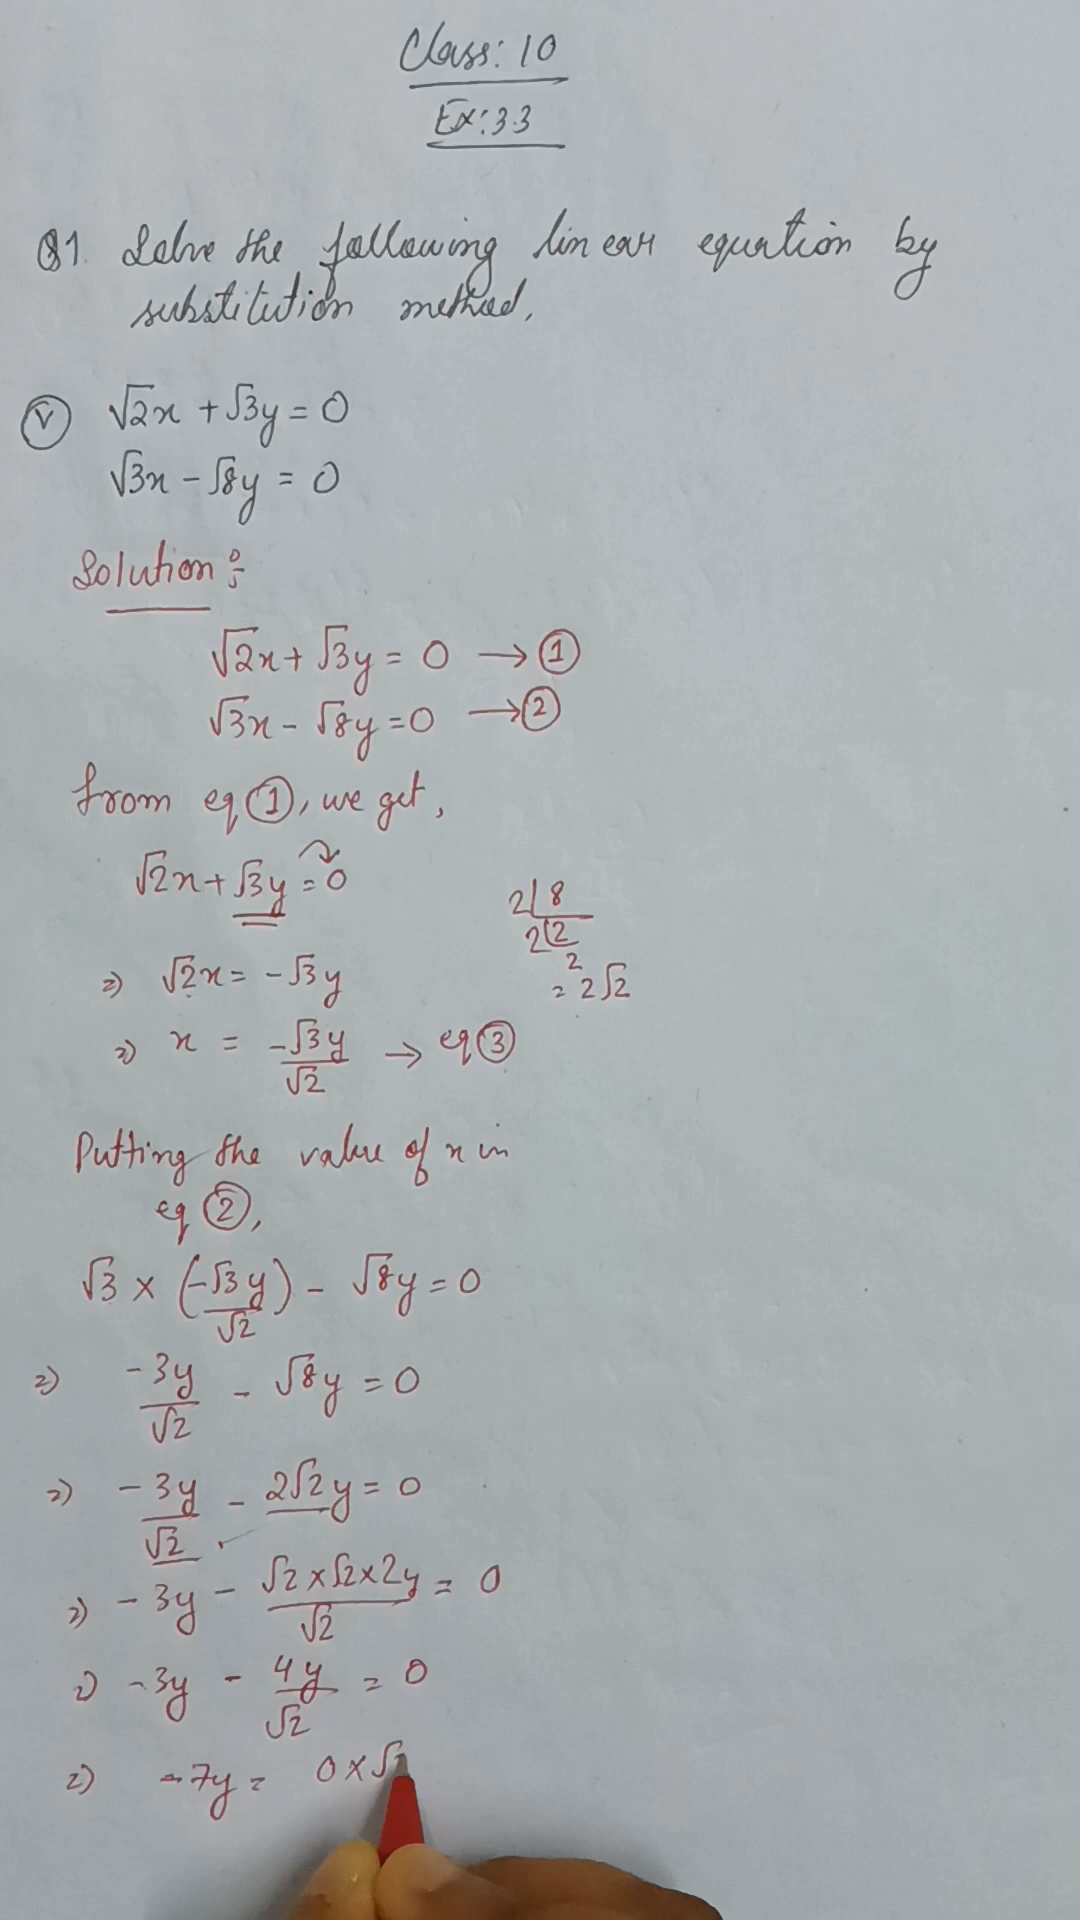 Class: 10
Ex: 3.3
Q1. Solve the following linear equation by
substitution method,
(v) √2x + √3y = 0
√3x - √8y = 0
Solution:
√2x + √3y = 0 → ①
√3x - √8y = 0 → ②
from eq ①, we get,
√2x + √3y = 0
2 | 8
2 | 2
2
= 2√2
⇒ √2x = -√3y
⇒ x = -√3y/√2 → eq ③
Putting the value of x in
eq ②,
√3 × (-√3y/√2) - √8y = 0
⇒ -3y/√2 - √8y = 0
⇒ -3y/√2 - 2√2y = 0
⇒ -3y - √2×√2×2y/√2 = 0
⇒ -3y - 4y/√2 = 0
⇒ -7y = 0×√